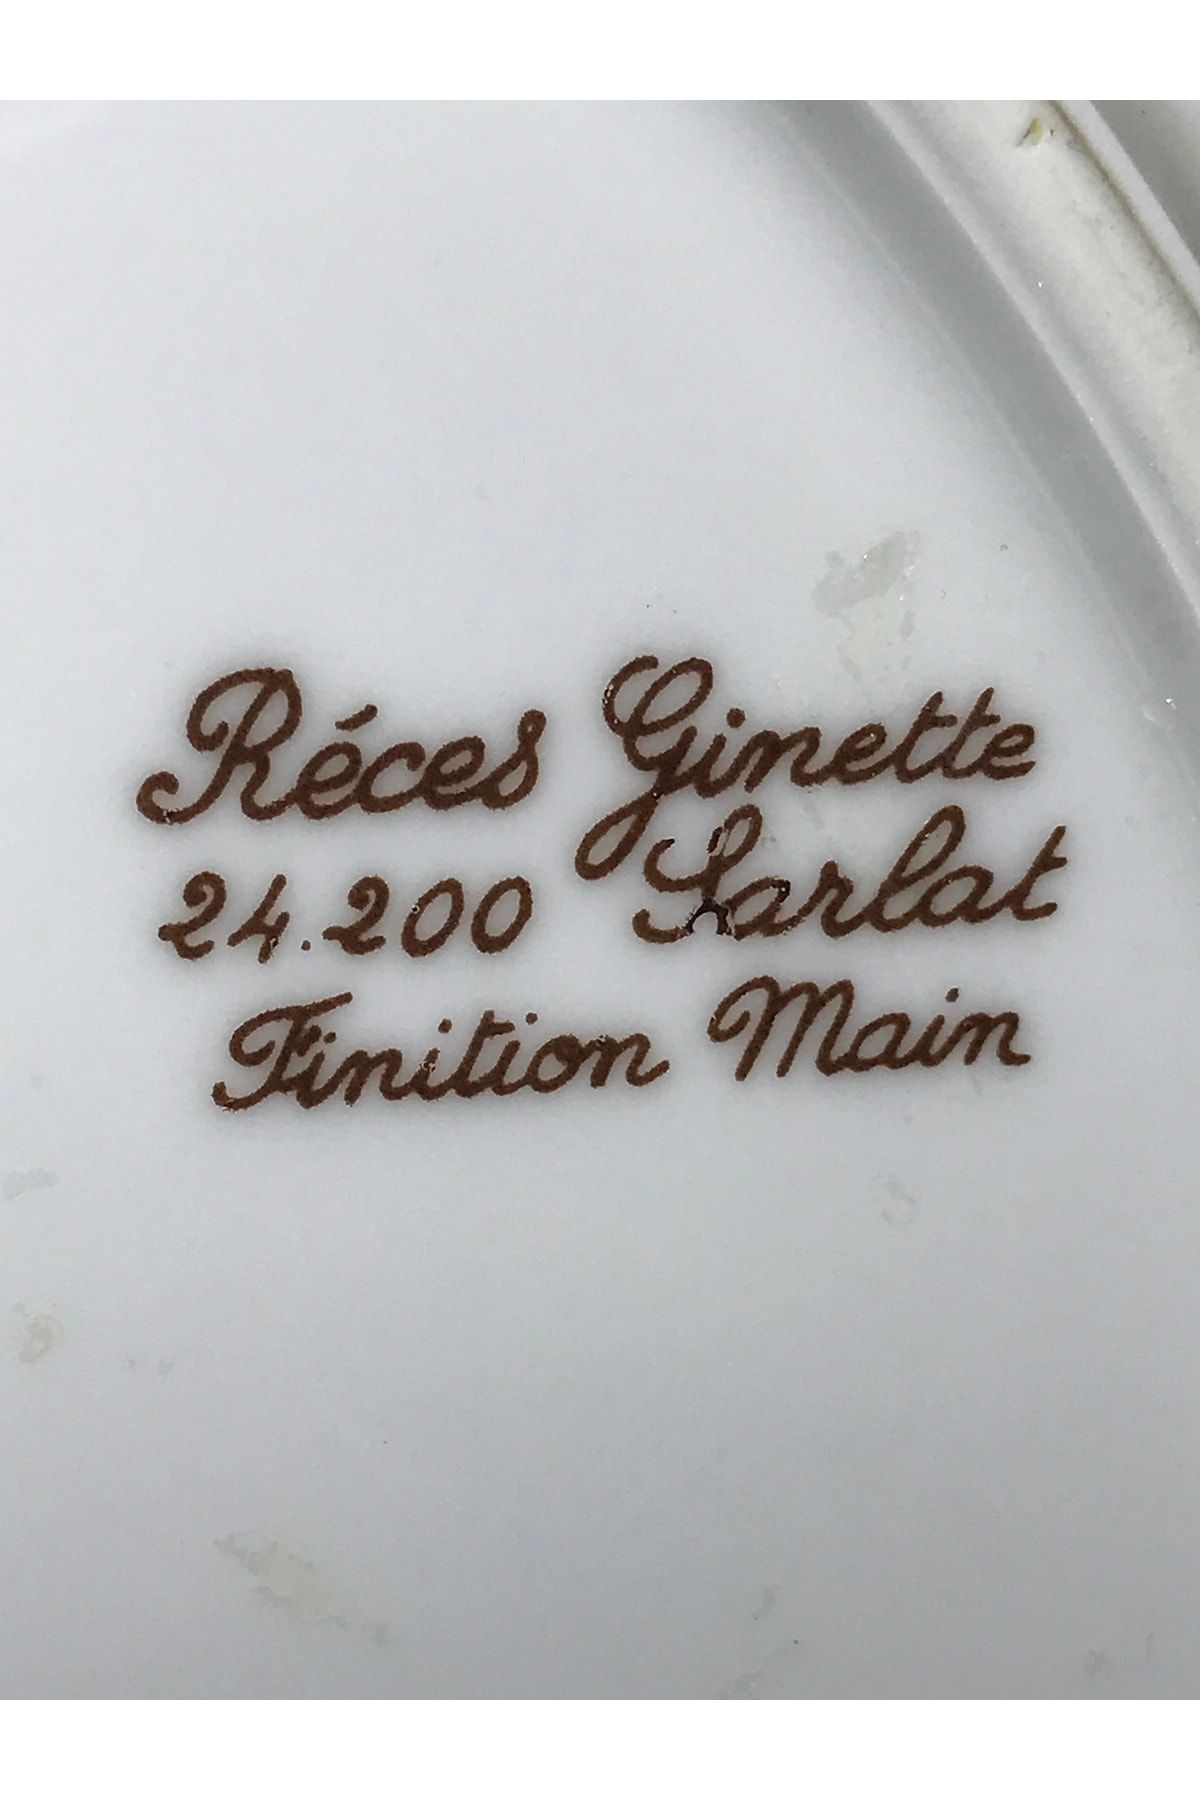 Réces Ginette
24.200 Sarlat
Finition Main